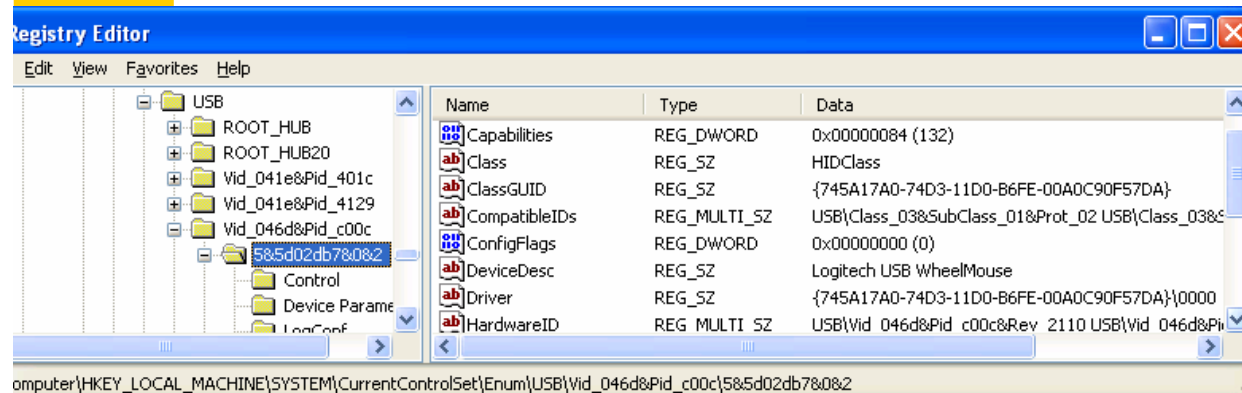 Registry Editor
Edit View Favorites Help
USB
ROOT_HUB
ROOT_HUB20
Vid_041e&Pid_401c
Vid_041e&Pid_4129
Vid_046d&Pid_c00c
5&5d02db7&0&2
Control
Device Parame
LogConf
Name Type Data
Capabilities REG_DWORD 0x00000084 (132)
Class REG_SZ HIDClass
ClassGUID REG_SZ {745A17A0-74D3-11D0-B6FE-00A0C90F57DA}
CompatibleIDs REG_MULTI_SZ USB\Class_03&SubClass_01&Prot_02 USB\Class_03&S
ConfigFlags REG_DWORD 0x00000000 (0)
DeviceDesc REG_SZ Logitech USB WheelMouse
Driver REG_SZ {745A17A0-74D3-11D0-B6FE-00A0C90F57DA}\0000
HardwareID REG_MULTI_SZ USB\Vid_046d&Pid_c00c&Rev_2110 USB\Vid_046d&Pi
omputer\HKEY_LOCAL_MACHINE\SYSTEM\CurrentControlSet\Enum\USB\Vid_046d&Pid_c00c\5&5d02db7&0&2